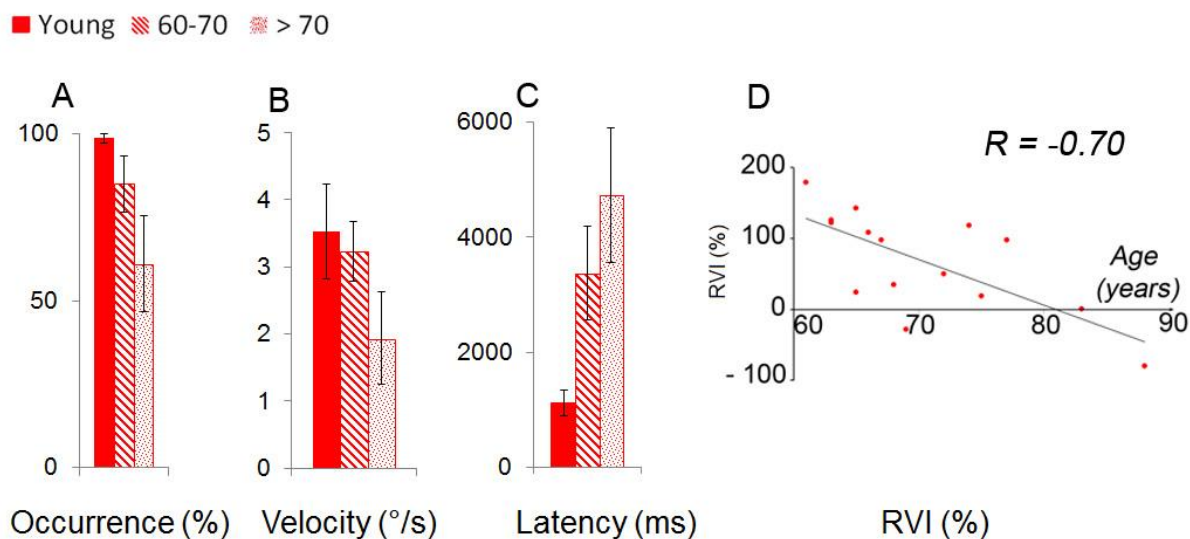 Young 60-70 > 70
A B C D
100
50
0
5
4
3
2
1
0
6000
4000
2000
0
R = -0.70
200
100
0
- 100
RVI (%)
60 70 80 90
Age
(years)
Occurrence (%) Velocity (°/s) Latency (ms) RVI (%)